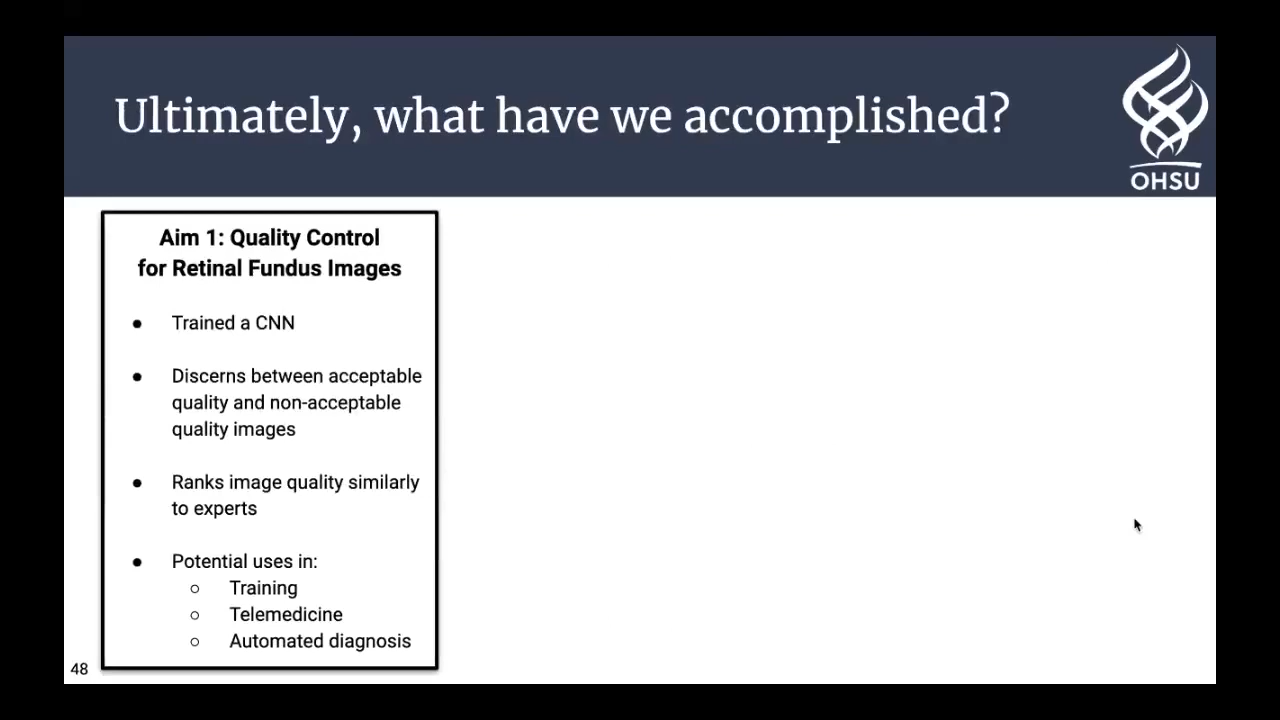 Ultimately, what have we accomplished?
OHSU
Aim 1: Quality Control
for Retinal Fundus Images
● Trained a CNN
● Discerns between acceptable
quality and non-acceptable
quality images
● Ranks image quality similarly
to experts
● Potential uses in:
○ Training
○ Telemedicine
○ Automated diagnosis
48